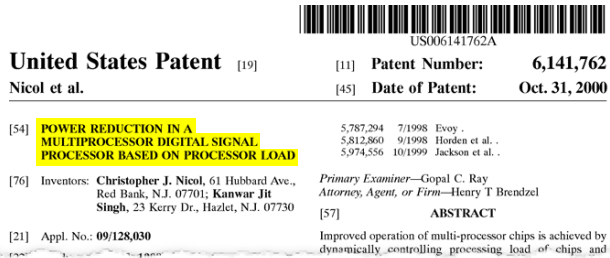 US006141762A
United States Patent [19]
Nicol et al.
[11] Patent Number: 6,141,762
[45] Date of Patent: Oct. 31, 2000
[54] POWER REDUCTION IN A
MULTIPROCESSOR DIGITAL SIGNAL
PROCESSOR BASED ON PROCESSOR LOAD
[76] Inventors: Christopher J. Nicol, 61 Hubbard Ave.,
Red Bank, N.J. 07701; Kanwar Jit
Singh, 23 Kerry Dr., Hazlet, N.J. 07730
[21] Appl. No.: 09/128,030
5,787,294 7/1998 Evoy .
5,812,860 9/1998 Horden et al. .
5,974,556 10/1999 Jackson et al. .
Primary Examiner—Gopal C. Ray
Attorney, Agent, or Firm—Henry T Brendzel
[57] ABSTRACT
Improved operation of multi-processor chips is achieved by
dynamically controlling processing load of chips and